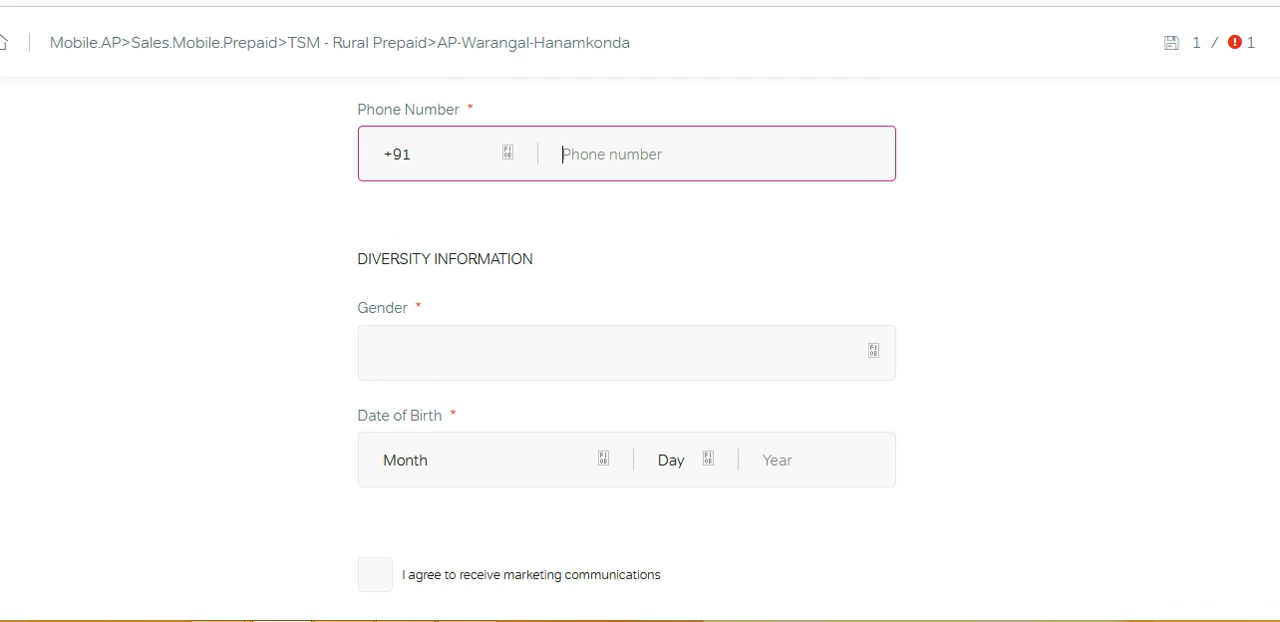 Mobile.AP>Sales.Mobile.Prepaid>TSM - Rural Prepaid>AP-Warangal-Hanamkonda
1 / 1
Phone Number *
+91 Phone number
DIVERSITY INFORMATION
Gender *
Date of Birth *
Month Day Year
I agree to receive marketing communications